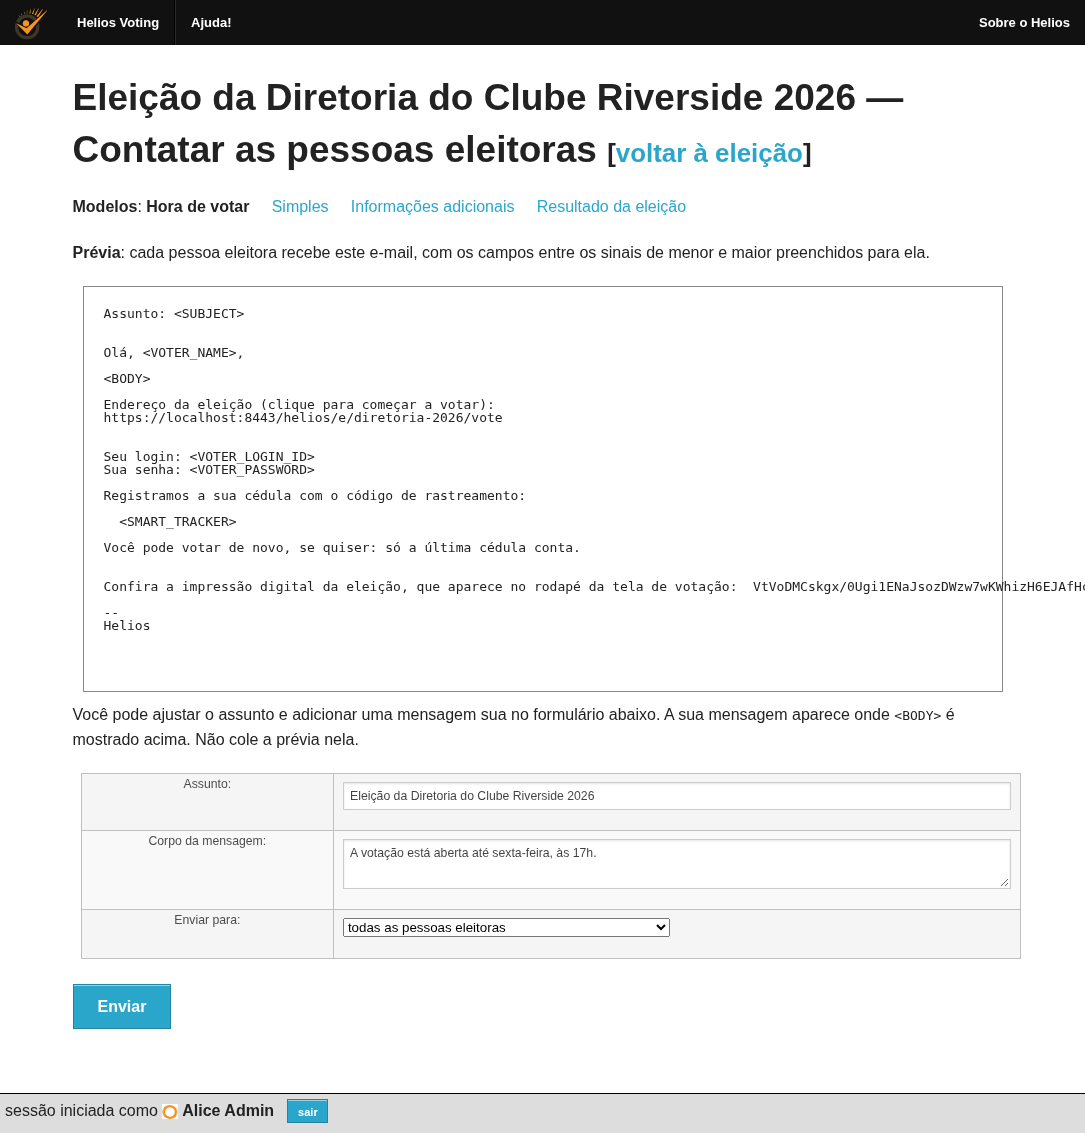 Helios Voting
Ajuda!
Sobre o Helios
Eleição da Diretoria do Clube Riverside 2026 —
Contatar as pessoas eleitoras [voltar à eleição]
Modelos: Hora de votar Simples Informações adicionais Resultado da eleição
Prévia: cada pessoa eleitora recebe este e-mail, com os campos entre os sinais de menor e maior preenchidos para ela.
Assunto: <SUBJECT>
Olá, <VOTER_NAME>,
<BODY>
Endereço da eleição (clique para começar a votar):
https://localhost:8443/helios/e/diretoria-2026/vote
Seu login: <VOTER_LOGIN_ID>
Sua senha: <VOTER_PASSWORD>
Registramos a sua cédula com o código de rastreamento:
<SMART_TRACKER>
Você pode votar de novo, se quiser: só a última cédula conta.
Confira a impressão digital da eleição, que aparece no rodapé da tela de votação: VtVoDMCskgx/0Ugi1ENaJsozDWzw7wKWhizH6EJAfH
--
Helios
Você pode ajustar o assunto e adicionar uma mensagem sua no formulário abaixo. A sua mensagem aparece onde <BODY> é
mostrado acima. Não cole a prévia nela.
Assunto:
Eleição da Diretoria do Clube Riverside 2026
Corpo da mensagem:
A votação está aberta até sexta-feira, às 17h.
Enviar para:
todas as pessoas eleitoras
Enviar
sessão iniciada como Alice Admin sair